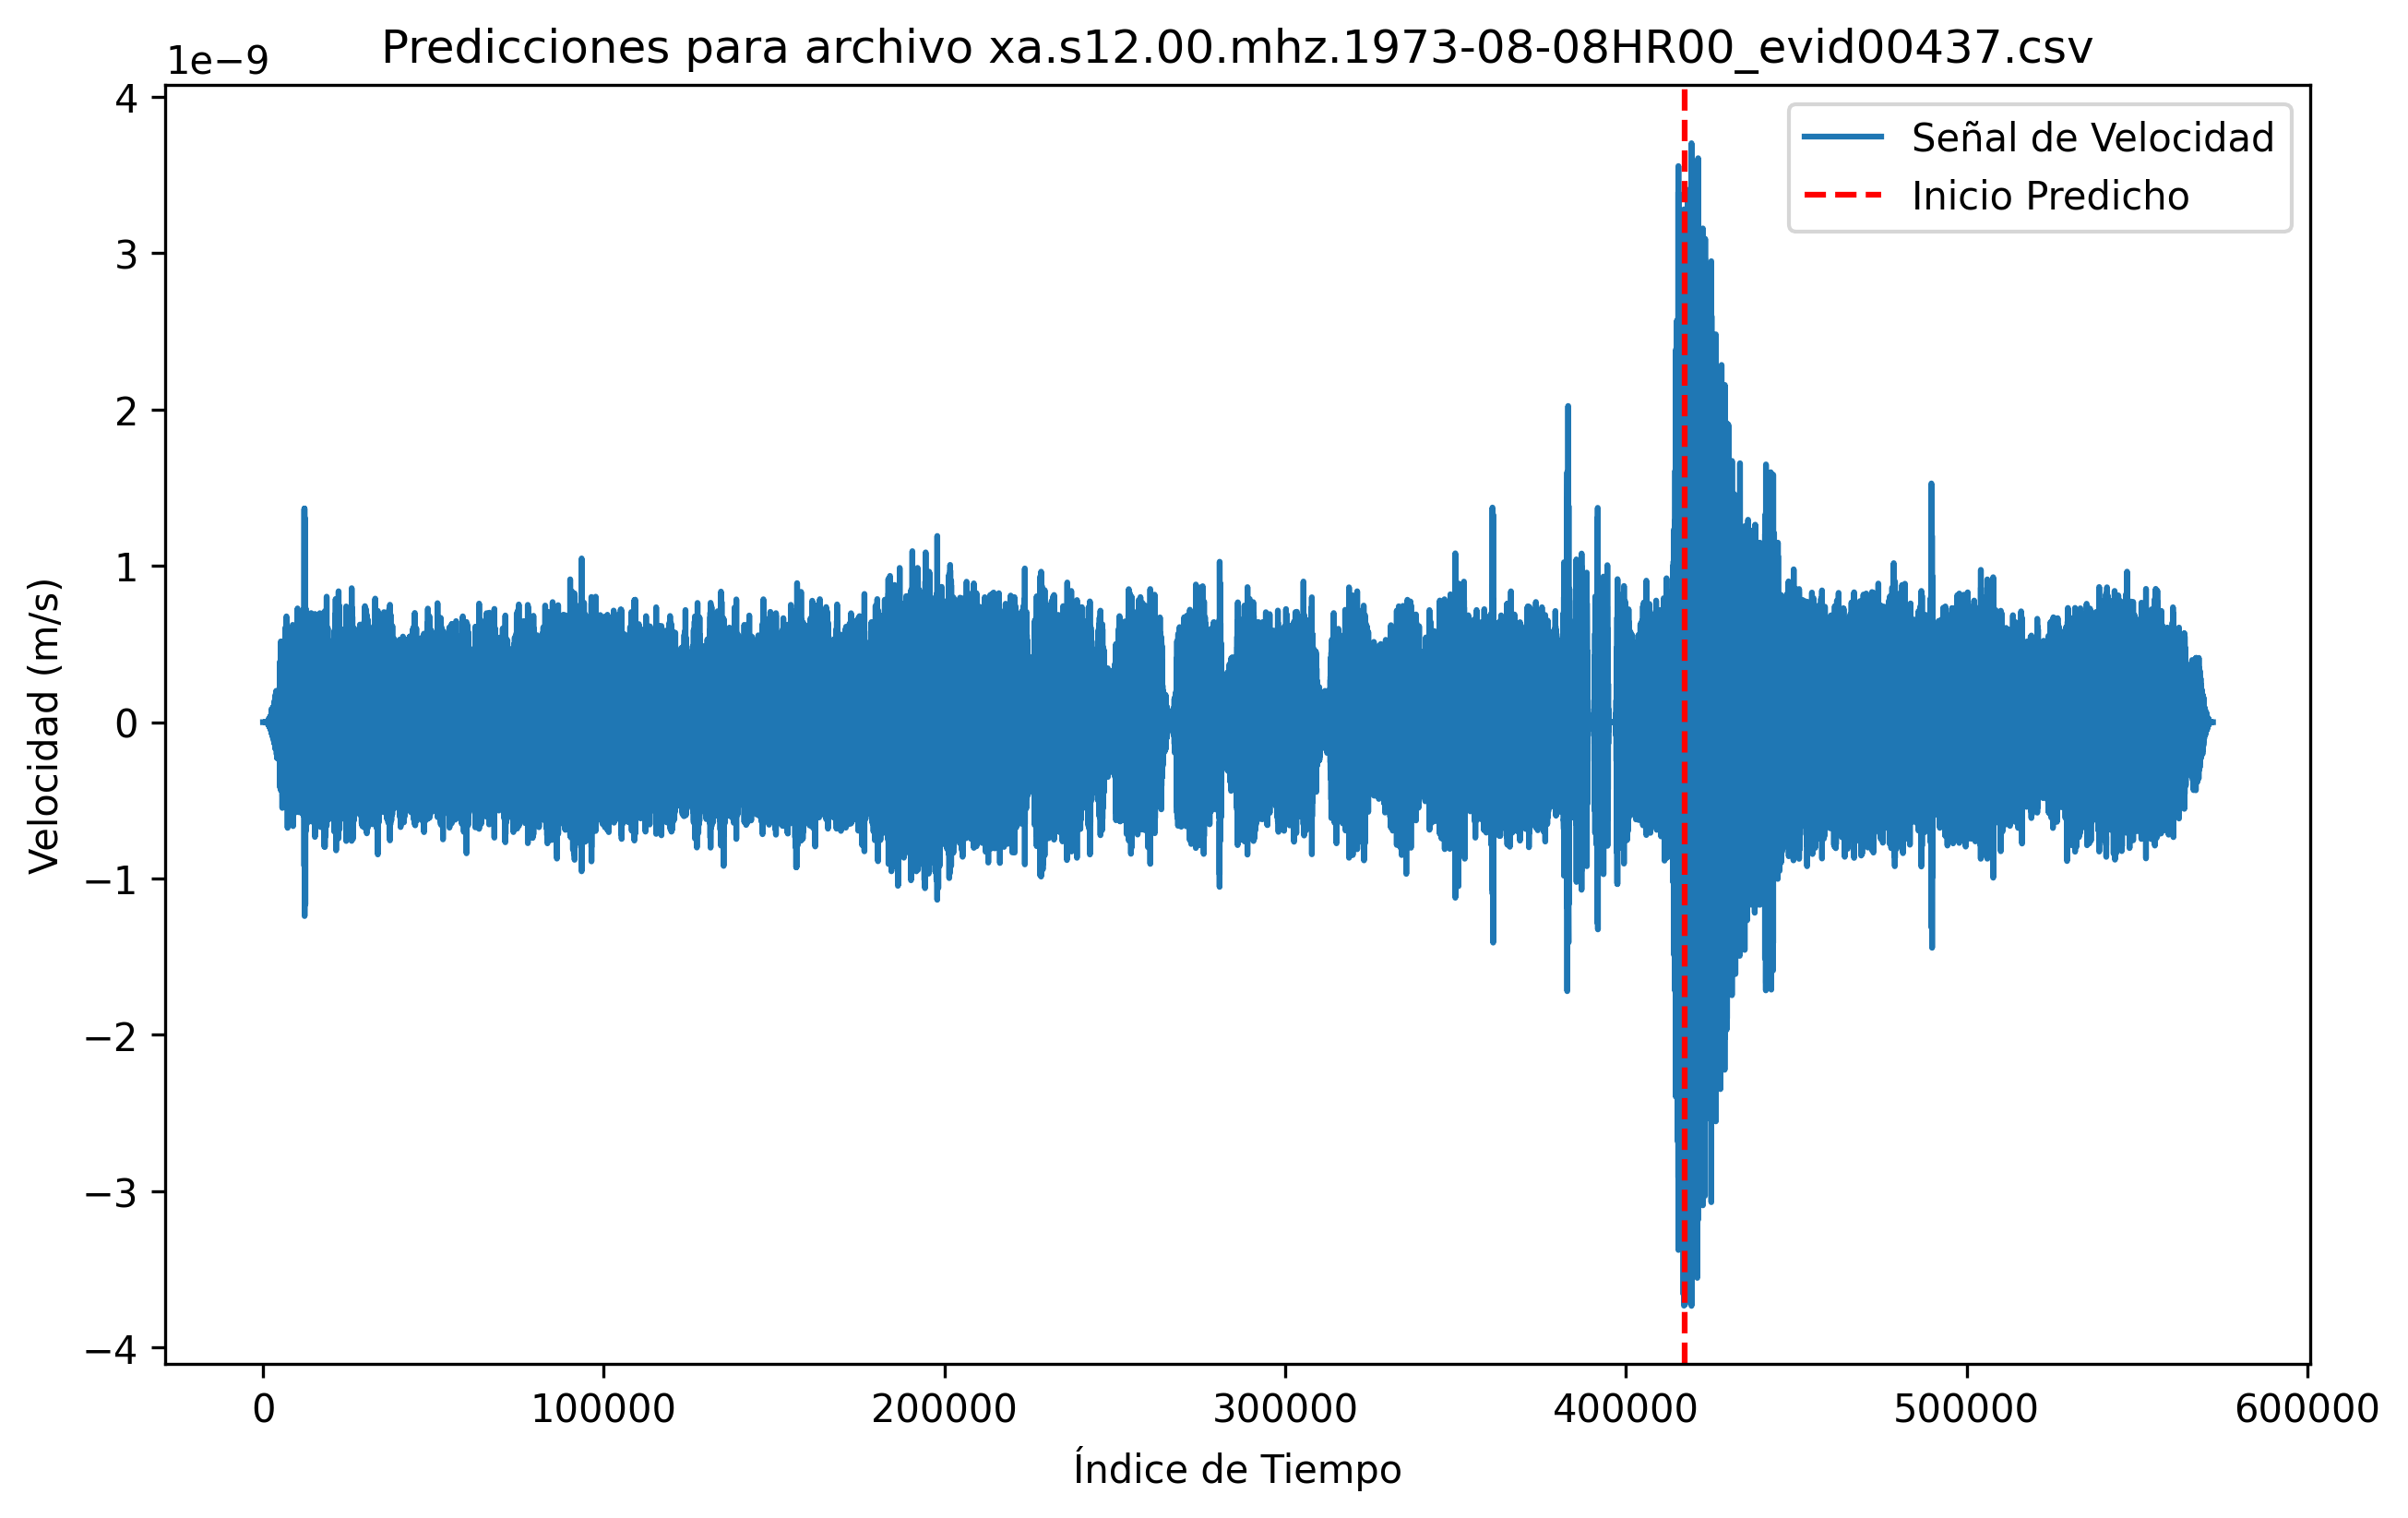 Predicciones para archivo xa.s12.00.mhz.1973-08-08HR00_evid00437.csv
1e−9
4
3
2
1
0
−1
−2
−3
−4
Velocidad (m/s)
Señal de Velocidad
Inicio Predicho
0 100000 200000 300000 400000 500000 600000
Índice de Tiempo